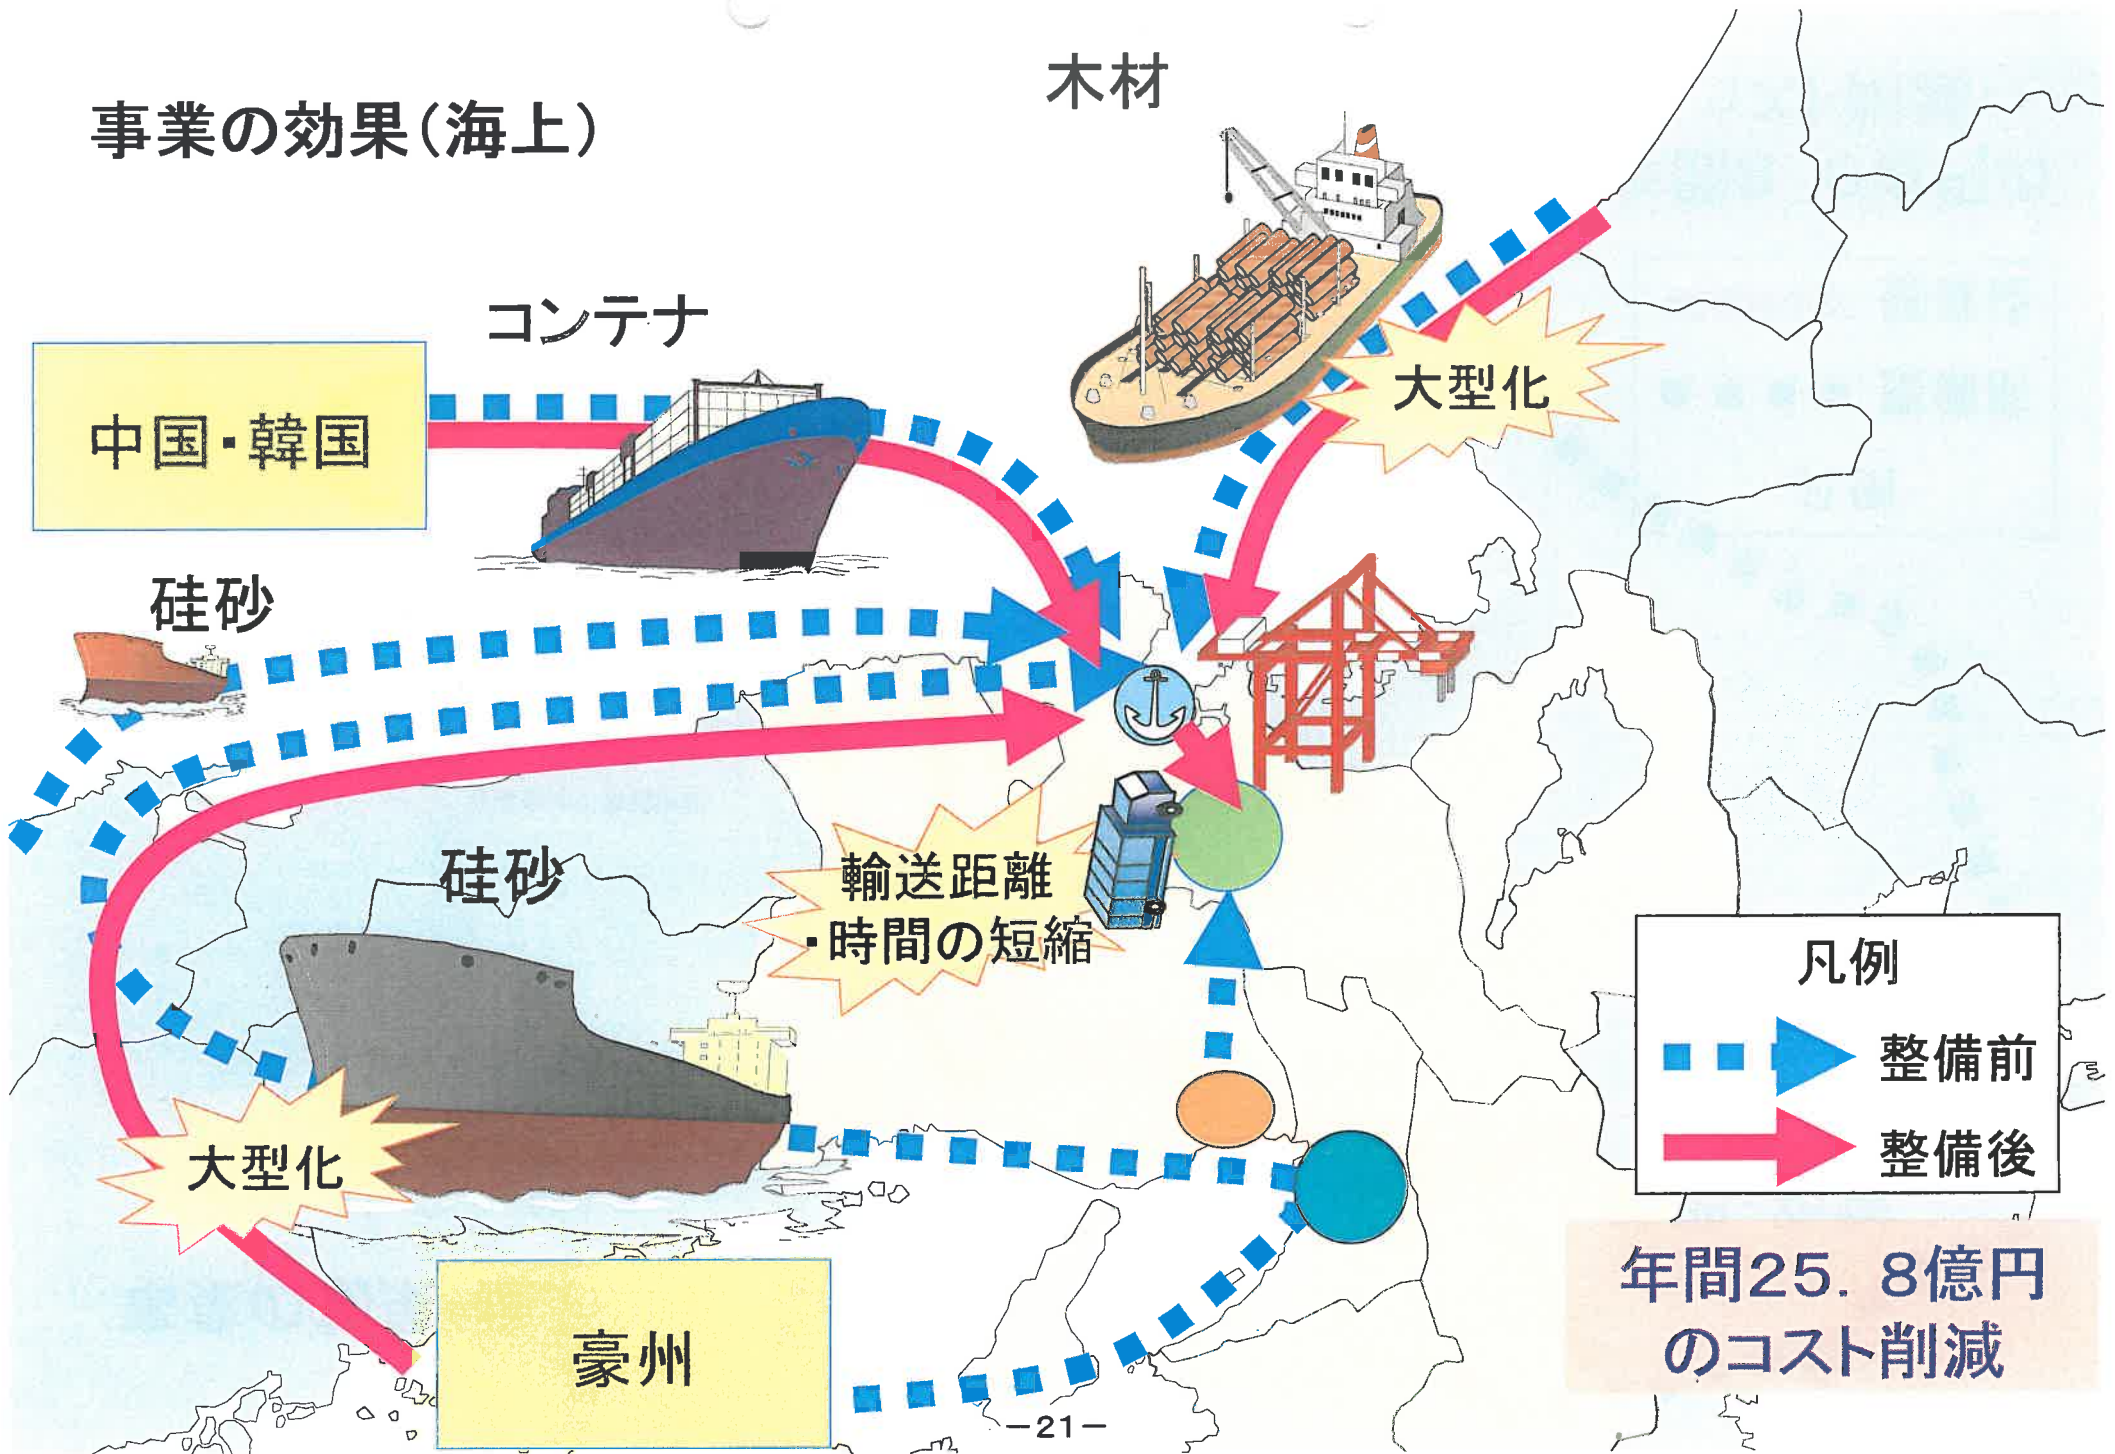 事業の効果(海上)
木材
コンテナ
中国・韓国
大型化
硅砂
硅砂
輸送距離
・時間の短縮
大型化
豪州
凡例
整備前
整備後
年間25.8億円
のコスト削減
-21-